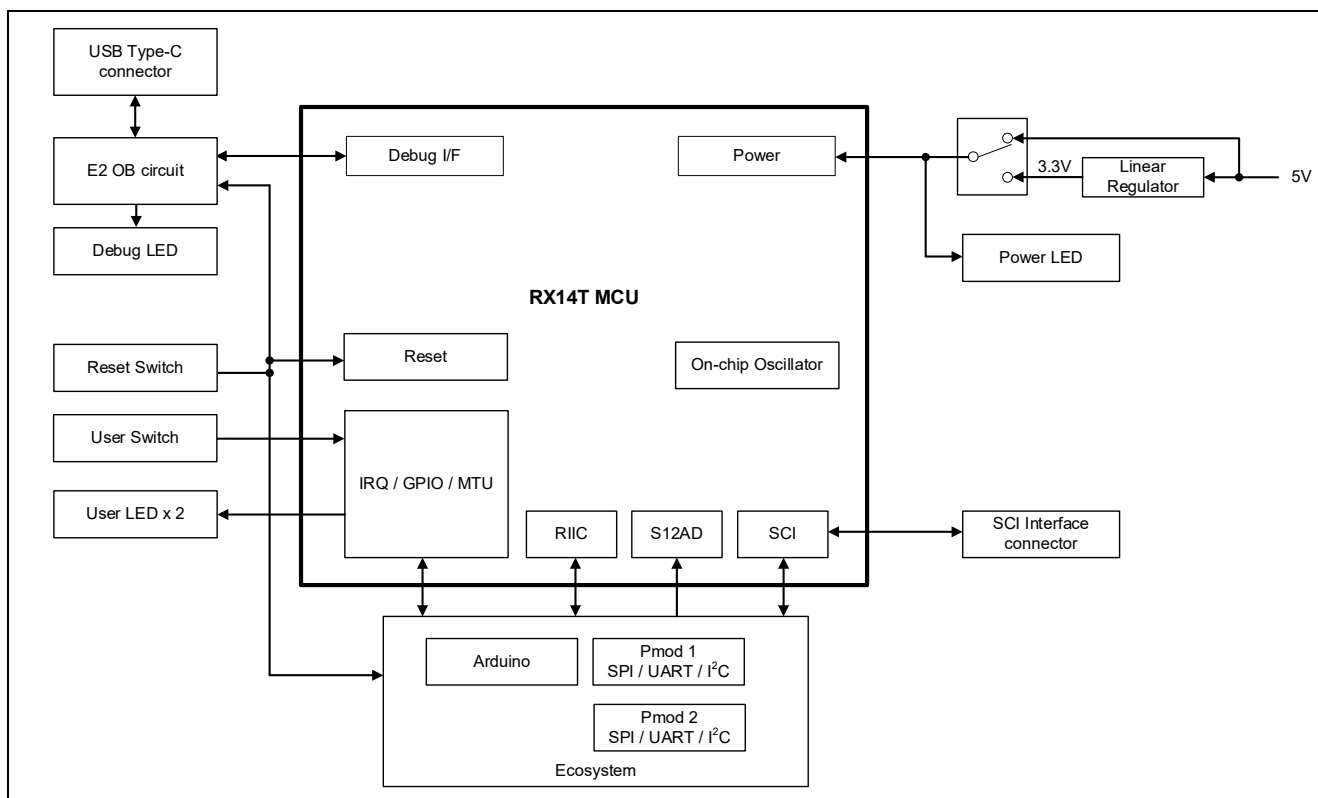 USB Type-C
connector
E2 OB circuit
Debug LED
Reset Switch
User Switch
User LED x 2
Debug I/F
Power
RX14T MCU
Reset
On-chip Oscillator
IRQ / GPIO / MTU
RIIC
S12AD
SCI
3.3V
Linear
Regulator
5V
Power LED
SCI Interface
connector
Arduino
Pmod 1
SPI / UART / I²C
Pmod 2
SPI / UART / I²C
Ecosystem